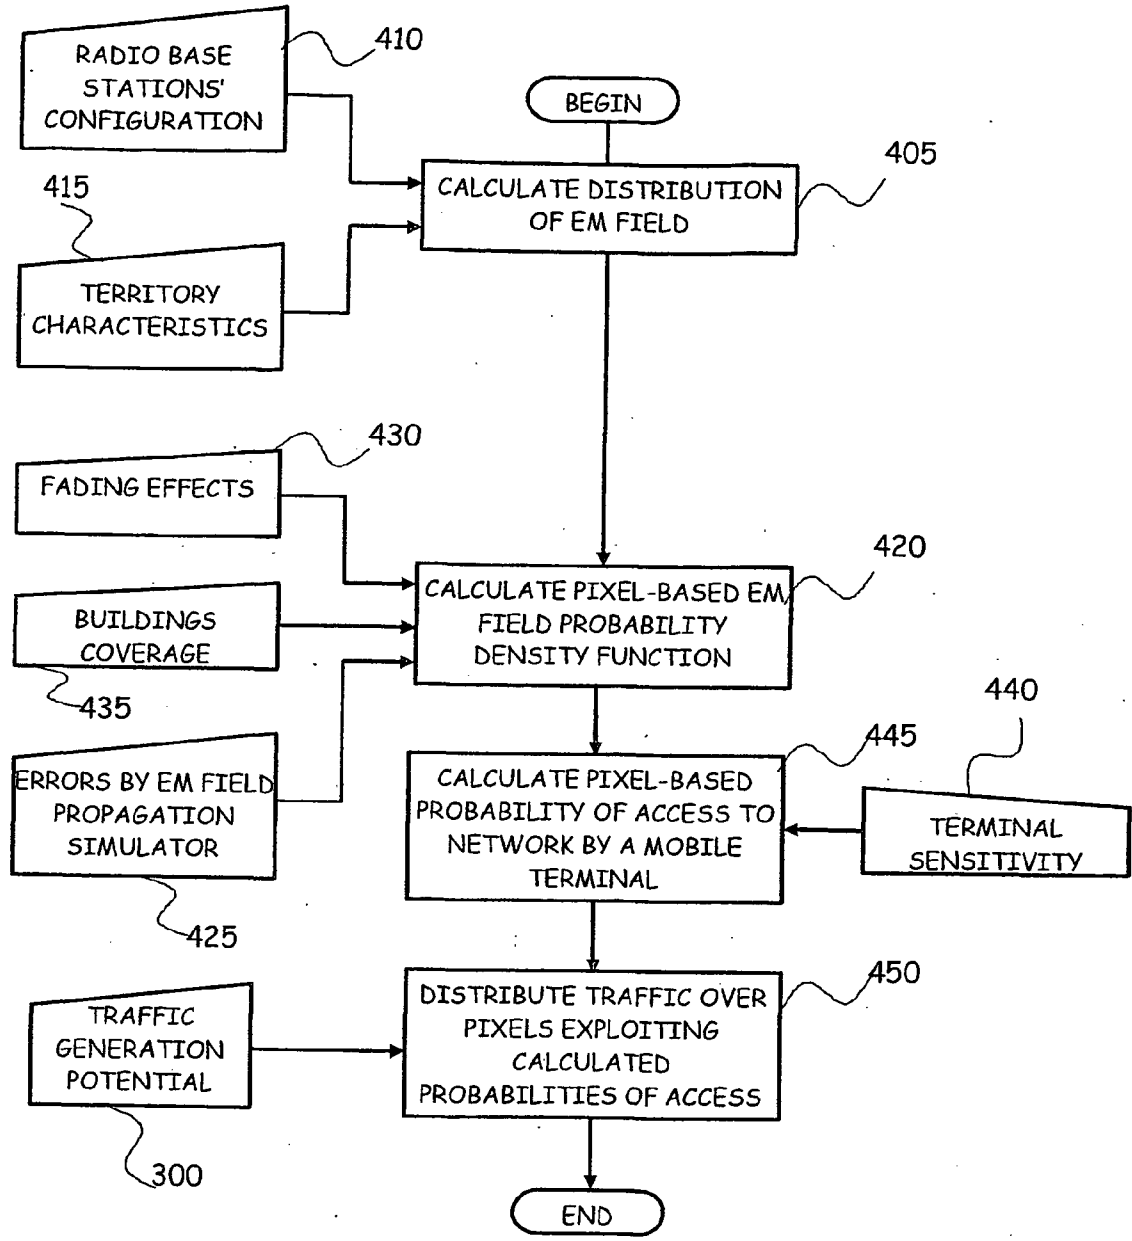 RADIO BASE
STATIONS'
CONFIGURATION
410
BEGIN
405
CALCULATE DISTRIBUTION
OF EM FIELD
415
TERRITORY
CHARACTERISTICS
430
FADING EFFECTS
420
CALCULATE PIXEL-BASED EM
FIELD PROBABILITY
DENSITY FUNCTION
BUILDINGS
COVERAGE
435
440
445
ERRORS BY EM FIELD
PROPAGATION
SIMULATOR
CALCULATE PIXEL-BASED
PROBABILITY OF ACCESS TO
NETWORK BY A MOBILE
TERMINAL
TERMINAL
SENSITIVITY
425
450
TRAFFIC
GENERATION
POTENTIAL
DISTRIBUTE TRAFFIC OVER
PIXELS EXPLOITING
CALCULATED
PROBABILITIES OF ACCESS
300
END